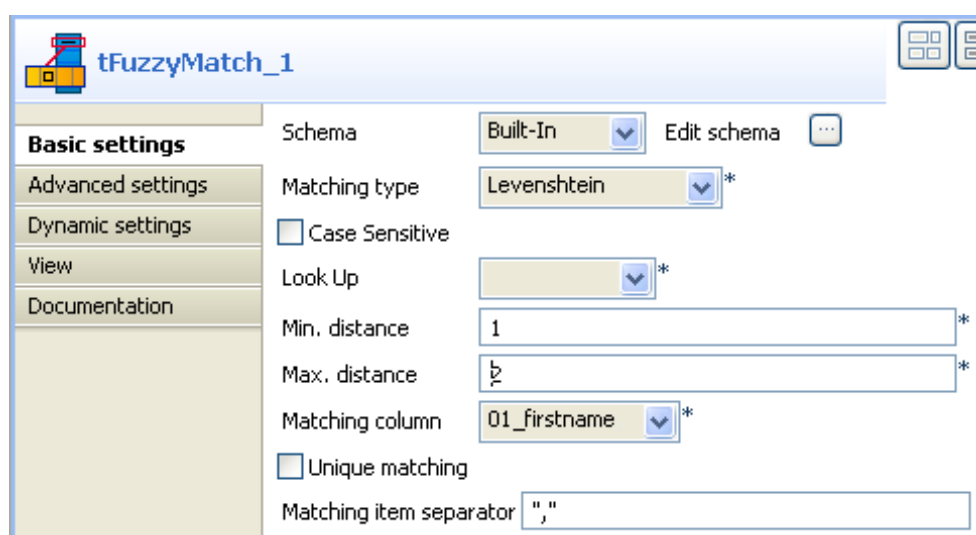 tFuzzyMatch_1
Basic settings
Advanced settings
Dynamic settings
View
Documentation
Schema Built-In Edit schema ...
Matching type Levenshtein *
Case Sensitive
Look Up *
Min. distance 1 *
Max. distance 2 *
Matching column 01_firstname *
Unique matching
Matching item separator ","